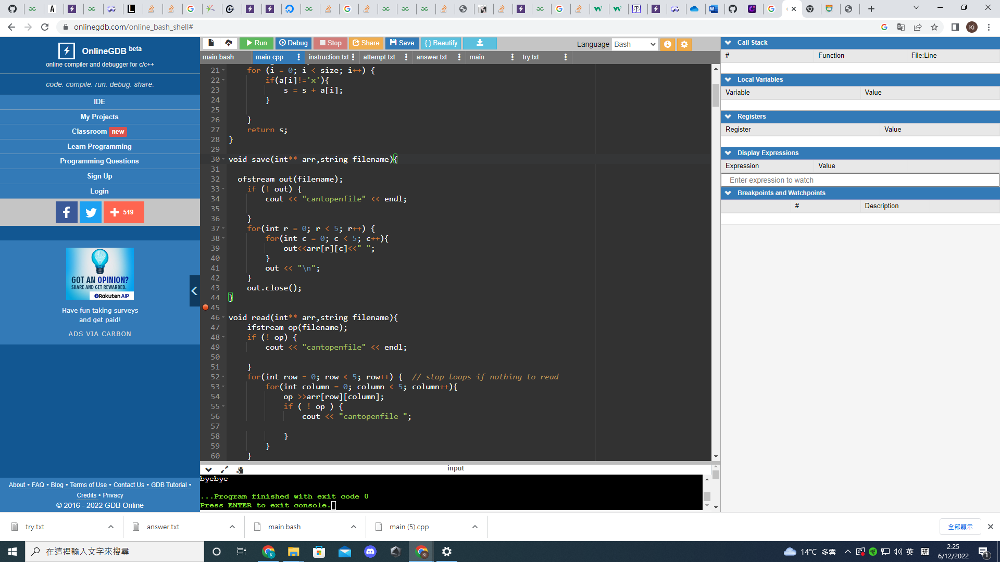 onlinegdb.com/online_bash_shell#
Ki
OnlineGDB beta
online compiler and debugger for c/c++
code. compile. run. debug. share.
IDE
My Projects
Classroom new
Learn Programming
Programming Questions
Sign Up
Login
519
GOT AN OPINION?
SHARE AND GET REWARDED.
Rakuten AIP
Have fun taking surveys
and get paid!
ADS VIA CARBON
About • FAQ • Blog • Terms of Use • Contact Us • GDB Tutorial •
Credits • Privacy
© 2016 - 2022 GDB Online
Run Debug Stop Share Save { } Beautify
Language Bash
main.bash main.cpp instruction.txt attempt.txt answer.txt main try.txt
21 for (i = 0; i < size; i++) {
22 if(a[i]!='x'){
23 s = s + a[i];
24 }
25
26 }
27 return s;
28 }
29
30 void save(int** arr,string filename){
31
32 ofstream out(filename);
33 if (! out) {
34 cout << "cantopenfile" << endl;
35
36 }
37 for(int r = 0; r < 5; r++) {
38 for(int c = 0; c < 5; c++){
39 out<<arr[r][c]<<" ";
40 }
41 out << "\n";
42 }
43 out.close();
44 }
45
46 void read(int** arr,string filename){
47 ifstream op(filename);
48 if (! op) {
49 cout << "cantopenfile" << endl;
50
51 }
52 for(int row = 0; row < 5; row++) {  // stop loops if nothing to read
53 for(int column = 0; column < 5; column++){
54 op >>arr[row][column];
55 if ( ! op ) {
56 cout << "cantopenfile ";
57
58 }
59 }
60 }
input
byebye
...Program finished with exit code 0
Press ENTER to exit console.
Call Stack
# Function File:Line
Local Variables
Variable Value
Registers
Register Value
Display Expressions
Expression Value
Enter expression to watch
Breakpoints and Watchpoints
# Description
try.txt answer.txt main.bash main (5).cpp 全部顯示
在這裡輸入文字來搜尋
K
Ki
14°C 多雲
英
2:25
6/12/2022
1